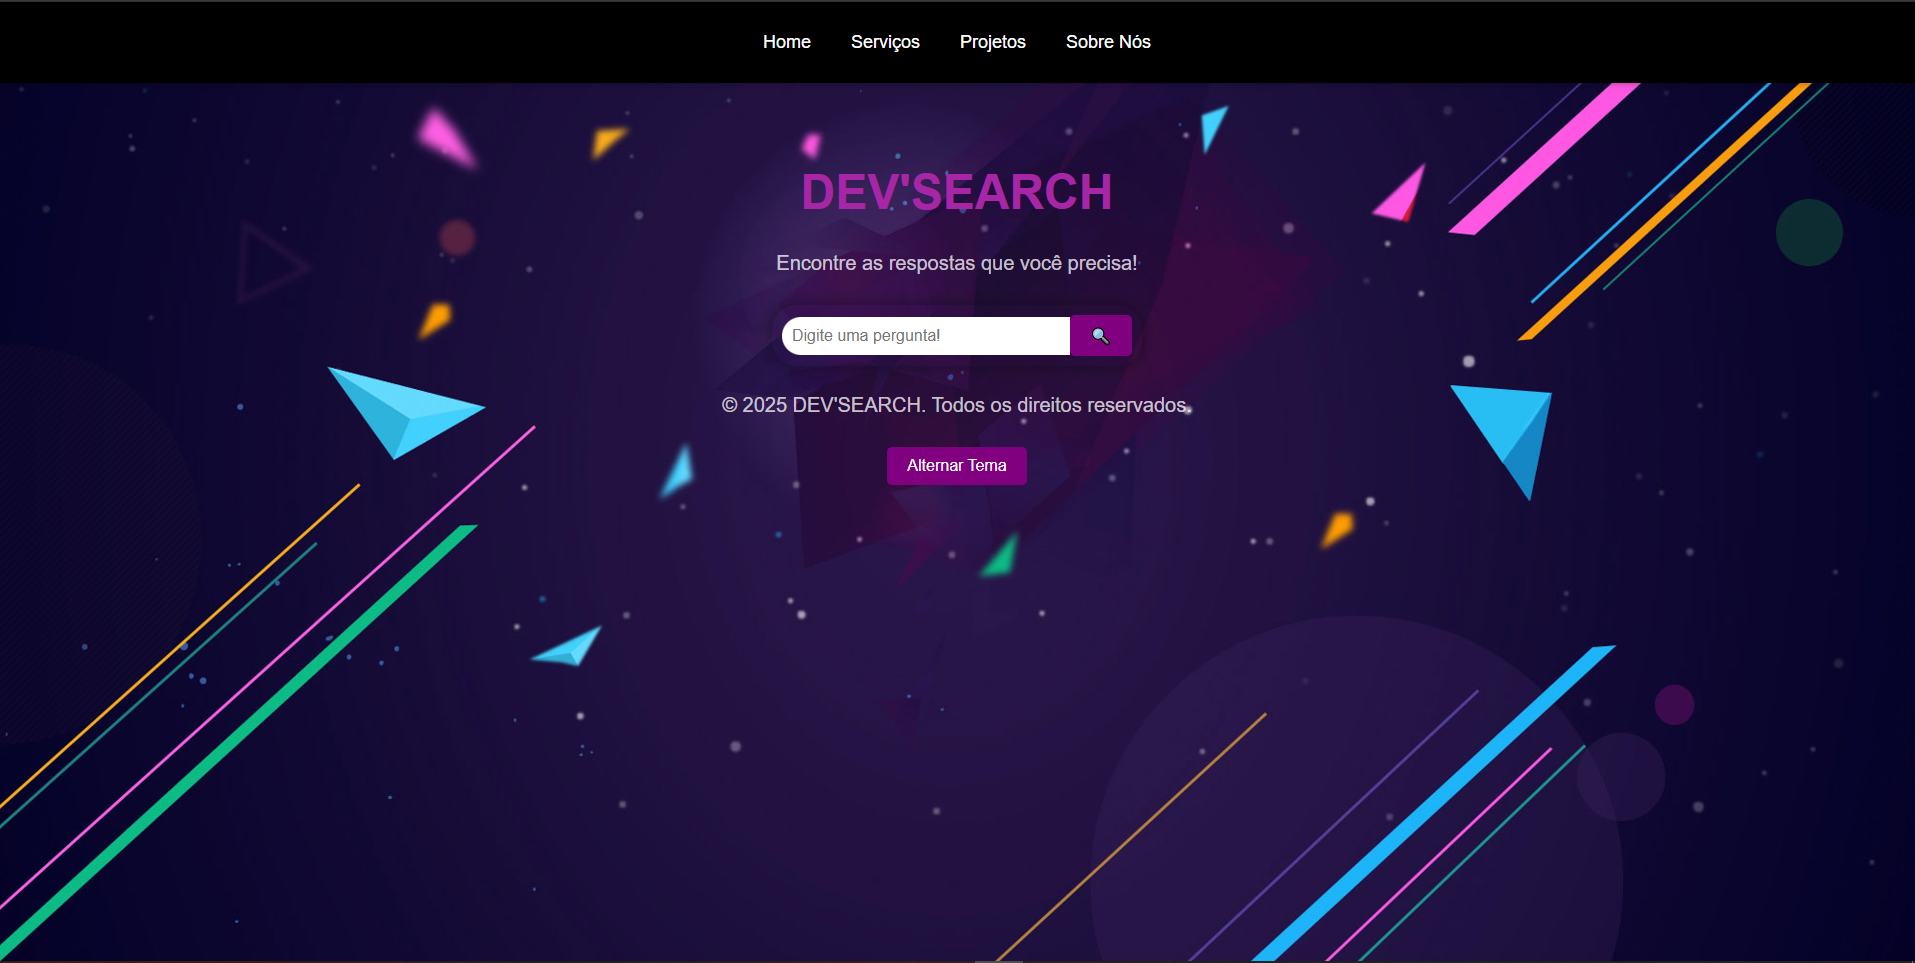 Home Serviços Projetos Sobre Nós
DEV'SEARCH
Encontre as respostas que você precisa!
Digite uma pergunta!
© 2025 DEV'SEARCH. Todos os direitos reservados.
Alternar Tema